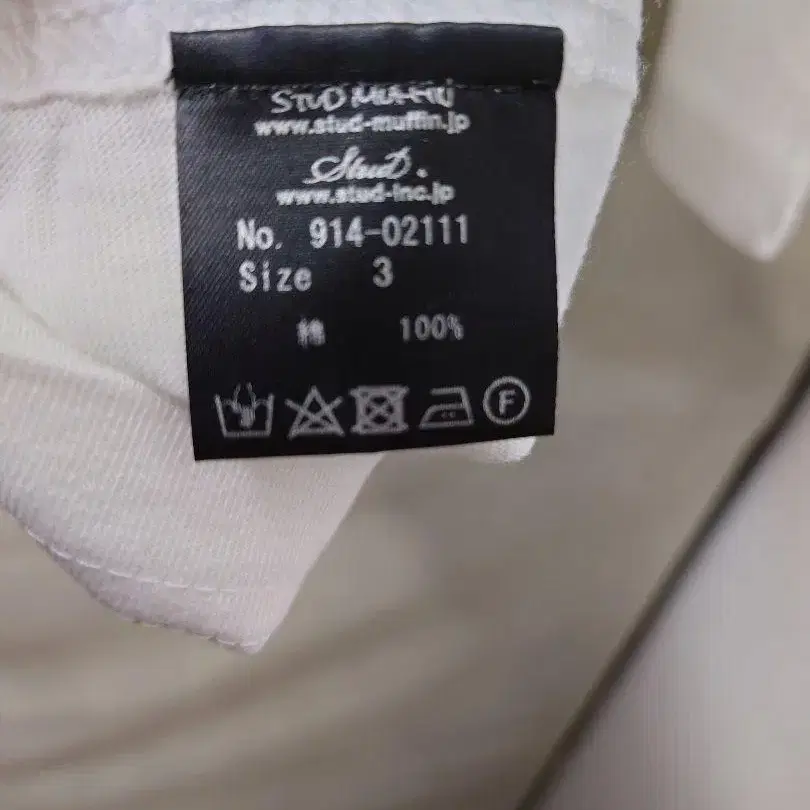 STUD MUFFIN
www.stud-muffin.jp
Stud.
www.stud-inc.jp
No. 914-02111
Size 3
綿 100%
F